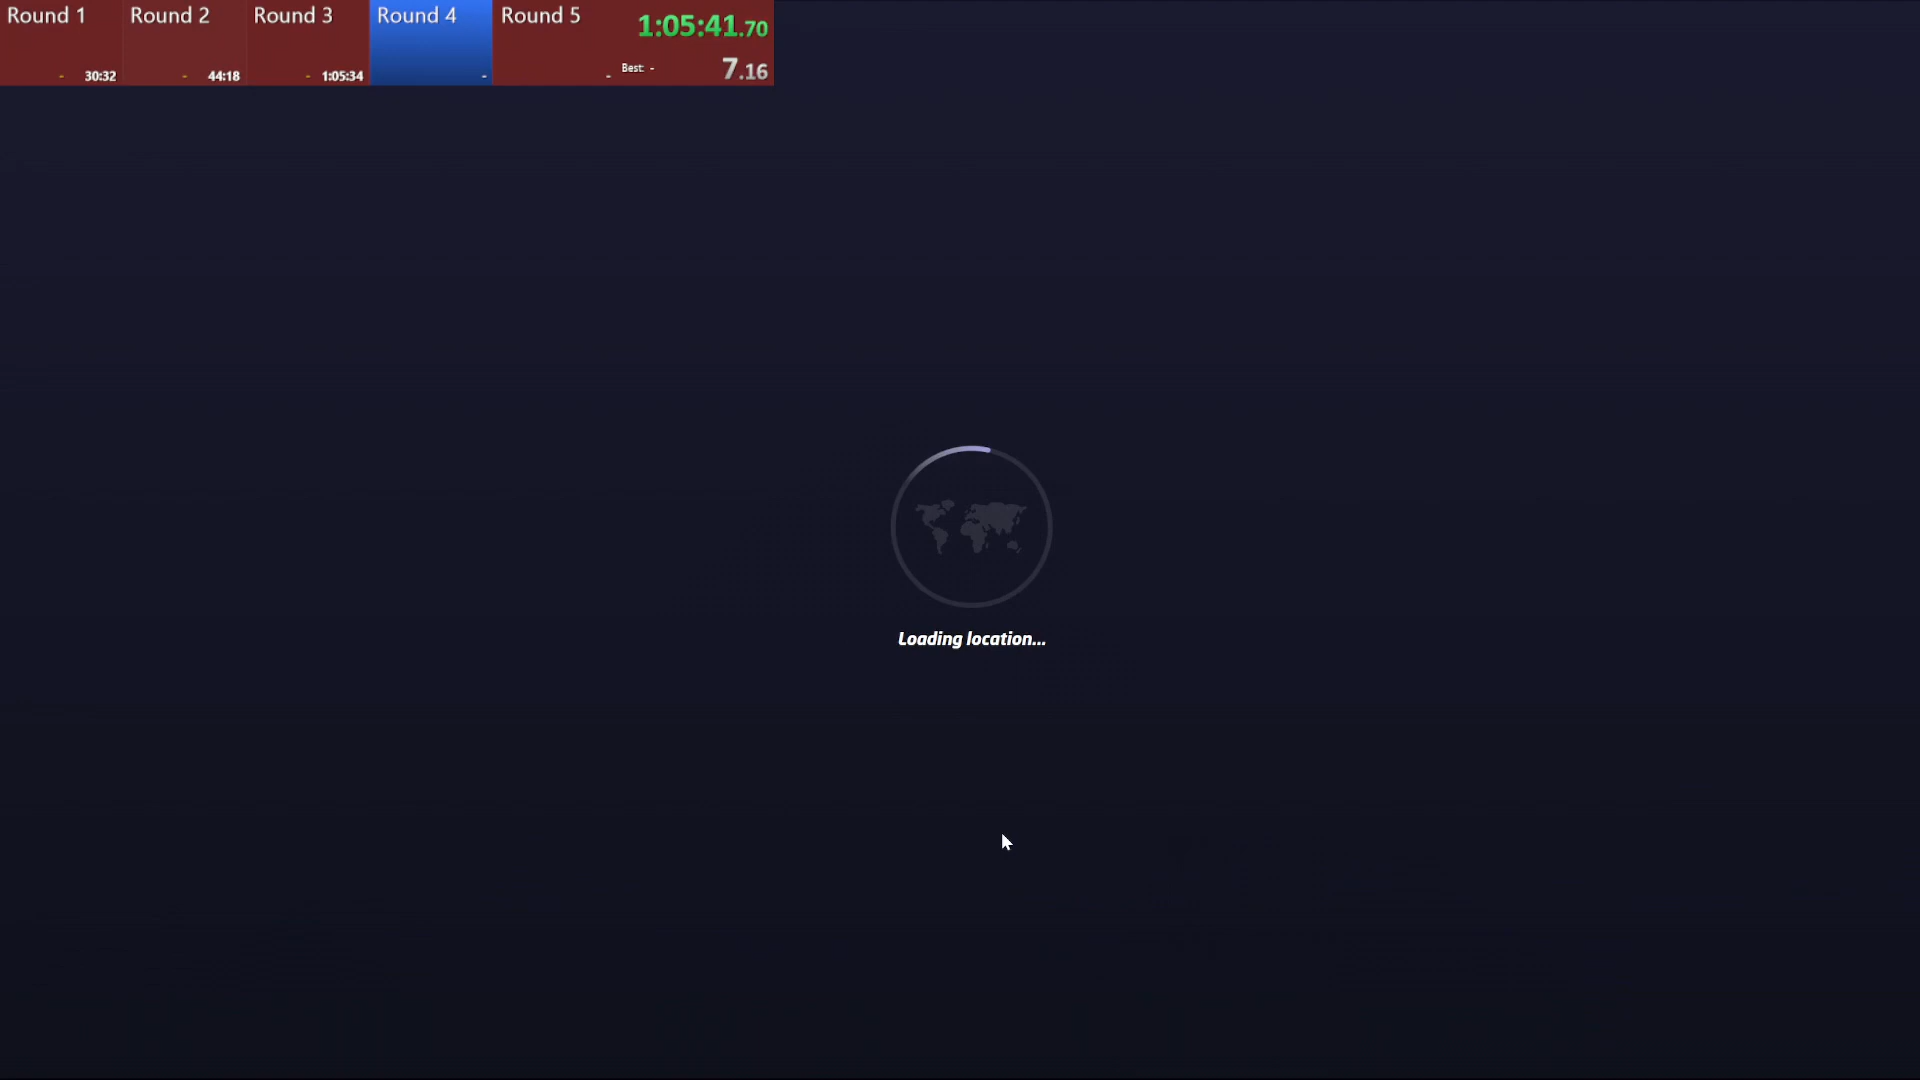 Round 1 Round 2 Round 3 Round 4 Round 5 1:05:41.70
- 30:32 - 44:18 - 1:05:34 - - Best: - 7.16
Loading location...